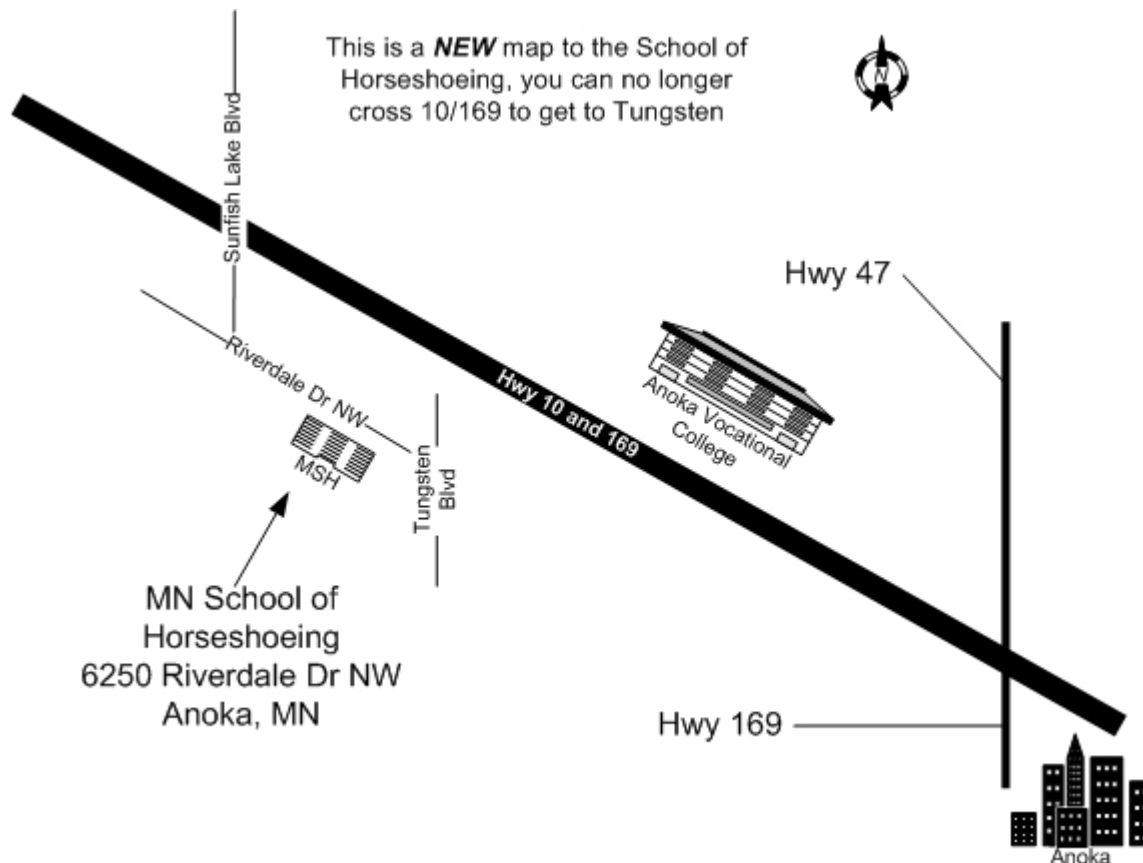 This is a NEW map to the School of
Horseshoeing, you can no longer
cross 10/169 to get to Tungsten
N
Sunfish Lake Blvd
Hwy 47
Riverdale Dr NW
Hwy 10 and 169
Anoka Vocational
College
MSH
Tungsten
Blvd
MN School of
Horseshoeing
6250 Riverdale Dr NW
Anoka, MN
Hwy 169
Anoka